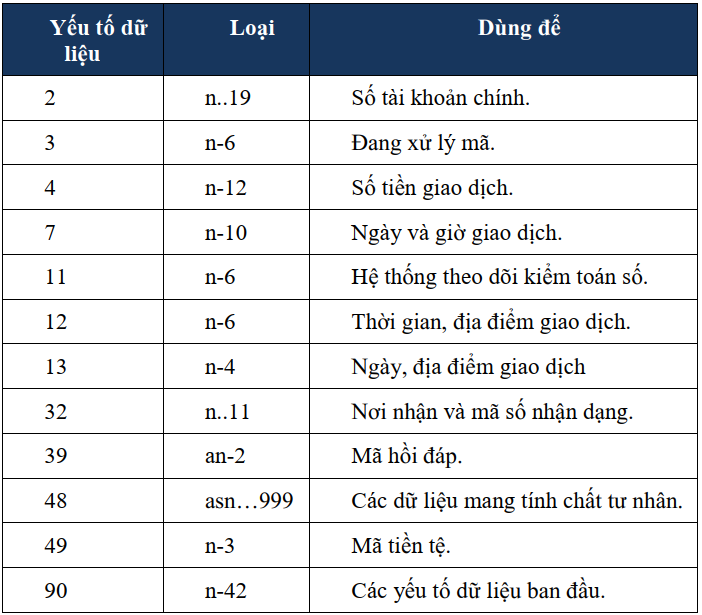 Yếu tố dữ liệu Loại Dùng để
2 n..19 Số tài khoản chính.
3 n-6 Đang xử lý mã.
4 n-12 Số tiền giao dịch.
7 n-10 Ngày và giờ giao dịch.
11 n-6 Hệ thống theo dõi kiểm toán số.
12 n-6 Thời gian, địa điểm giao dịch.
13 n-4 Ngày, địa điểm giao dịch
32 n..11 Nơi nhận và mã số nhận dạng.
39 an-2 Mã hồi đáp.
48 asn…999 Các dữ liệu mang tính chất tư nhân.
49 n-3 Mã tiền tệ.
90 n-42 Các yếu tố dữ liệu ban đầu.